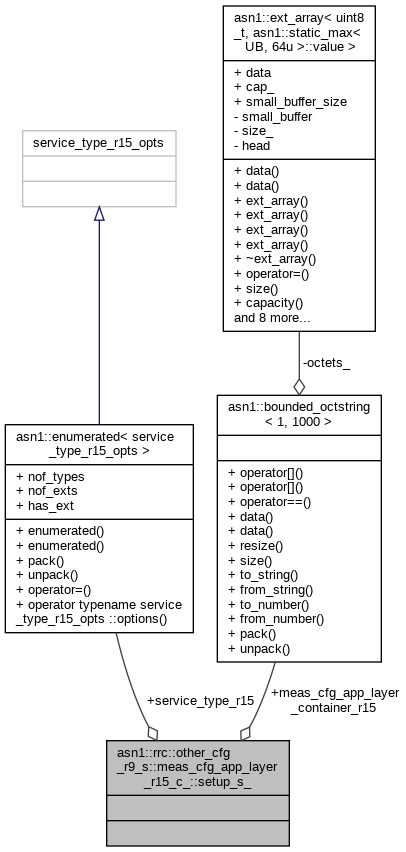 asn1::ext_array< uint8
_t, asn1::static_max<
UB, 64u >::value >
+ data
+ cap_
+ small_buffer_size
- small_buffer
- size_
- head
+ data()
+ data()
+ ext_array()
+ ext_array()
+ ext_array()
+ ext_array()
+ ~ext_array()
+ operator=()
+ size()
+ capacity()
and 8 more...
service_type_r15_opts
-octets_
asn1::enumerated< service
_type_r15_opts >
+ nof_types
+ nof_exts
+ has_ext
+ enumerated()
+ enumerated()
+ pack()
+ unpack()
+ operator=()
+ operator typename service
_type_r15_opts ::options()
asn1::bounded_octstring
< 1, 1000 >
+ operator[]()
+ operator[]()
+ operator==()
+ data()
+ data()
+ resize()
+ size()
+ to_string()
+ from_string()
+ to_number()
+ from_number()
+ pack()
+ unpack()
+service_type_r15
+meas_cfg_app_layer
_container_r15
asn1::rrc::other_cfg
_r9_s::meas_cfg_app_layer
_r15_c_::setup_s_